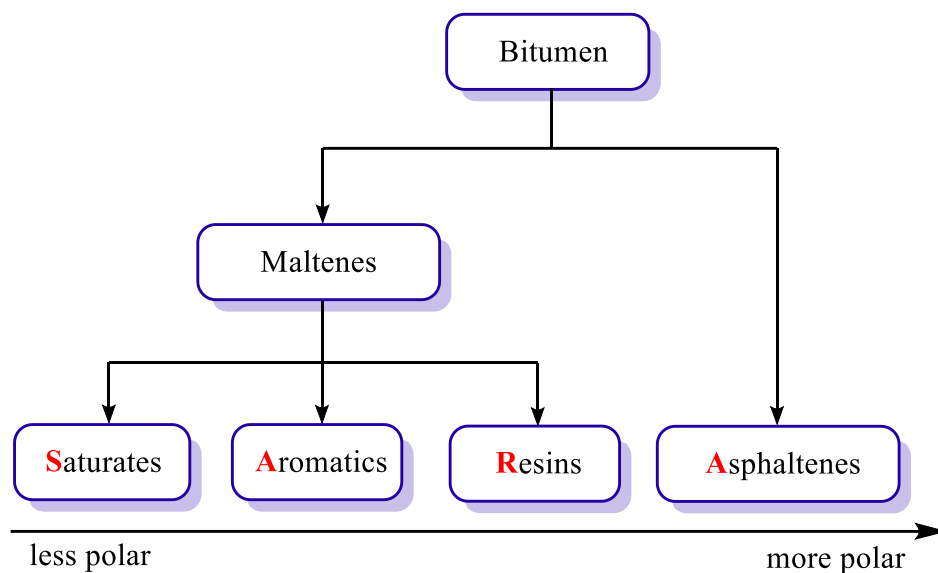 Bitumen
Maltenes
Saturates
Aromatics
Resins
Asphaltenes
less polar
more polar